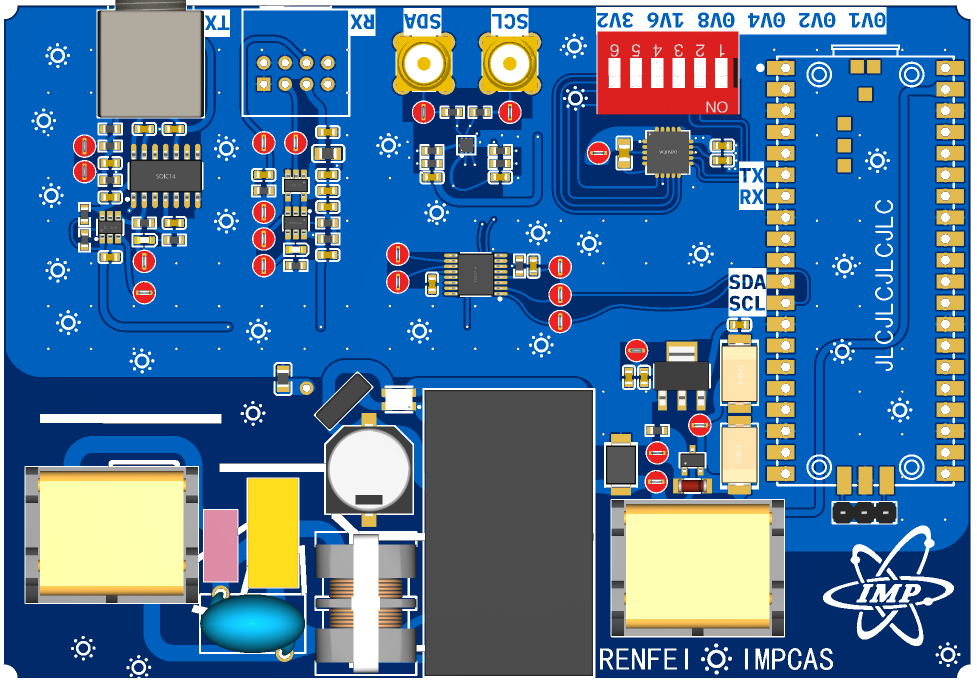 TX
RX
SDA
SCL
0V1 0V2 0V4 0V8 1V6 3V2
1 2 3 4 5 6
ON
SOIC14
TX
RX
SDA
SCL
JLCJLCJLCJLC
IMP
RENFEI IMPCAS